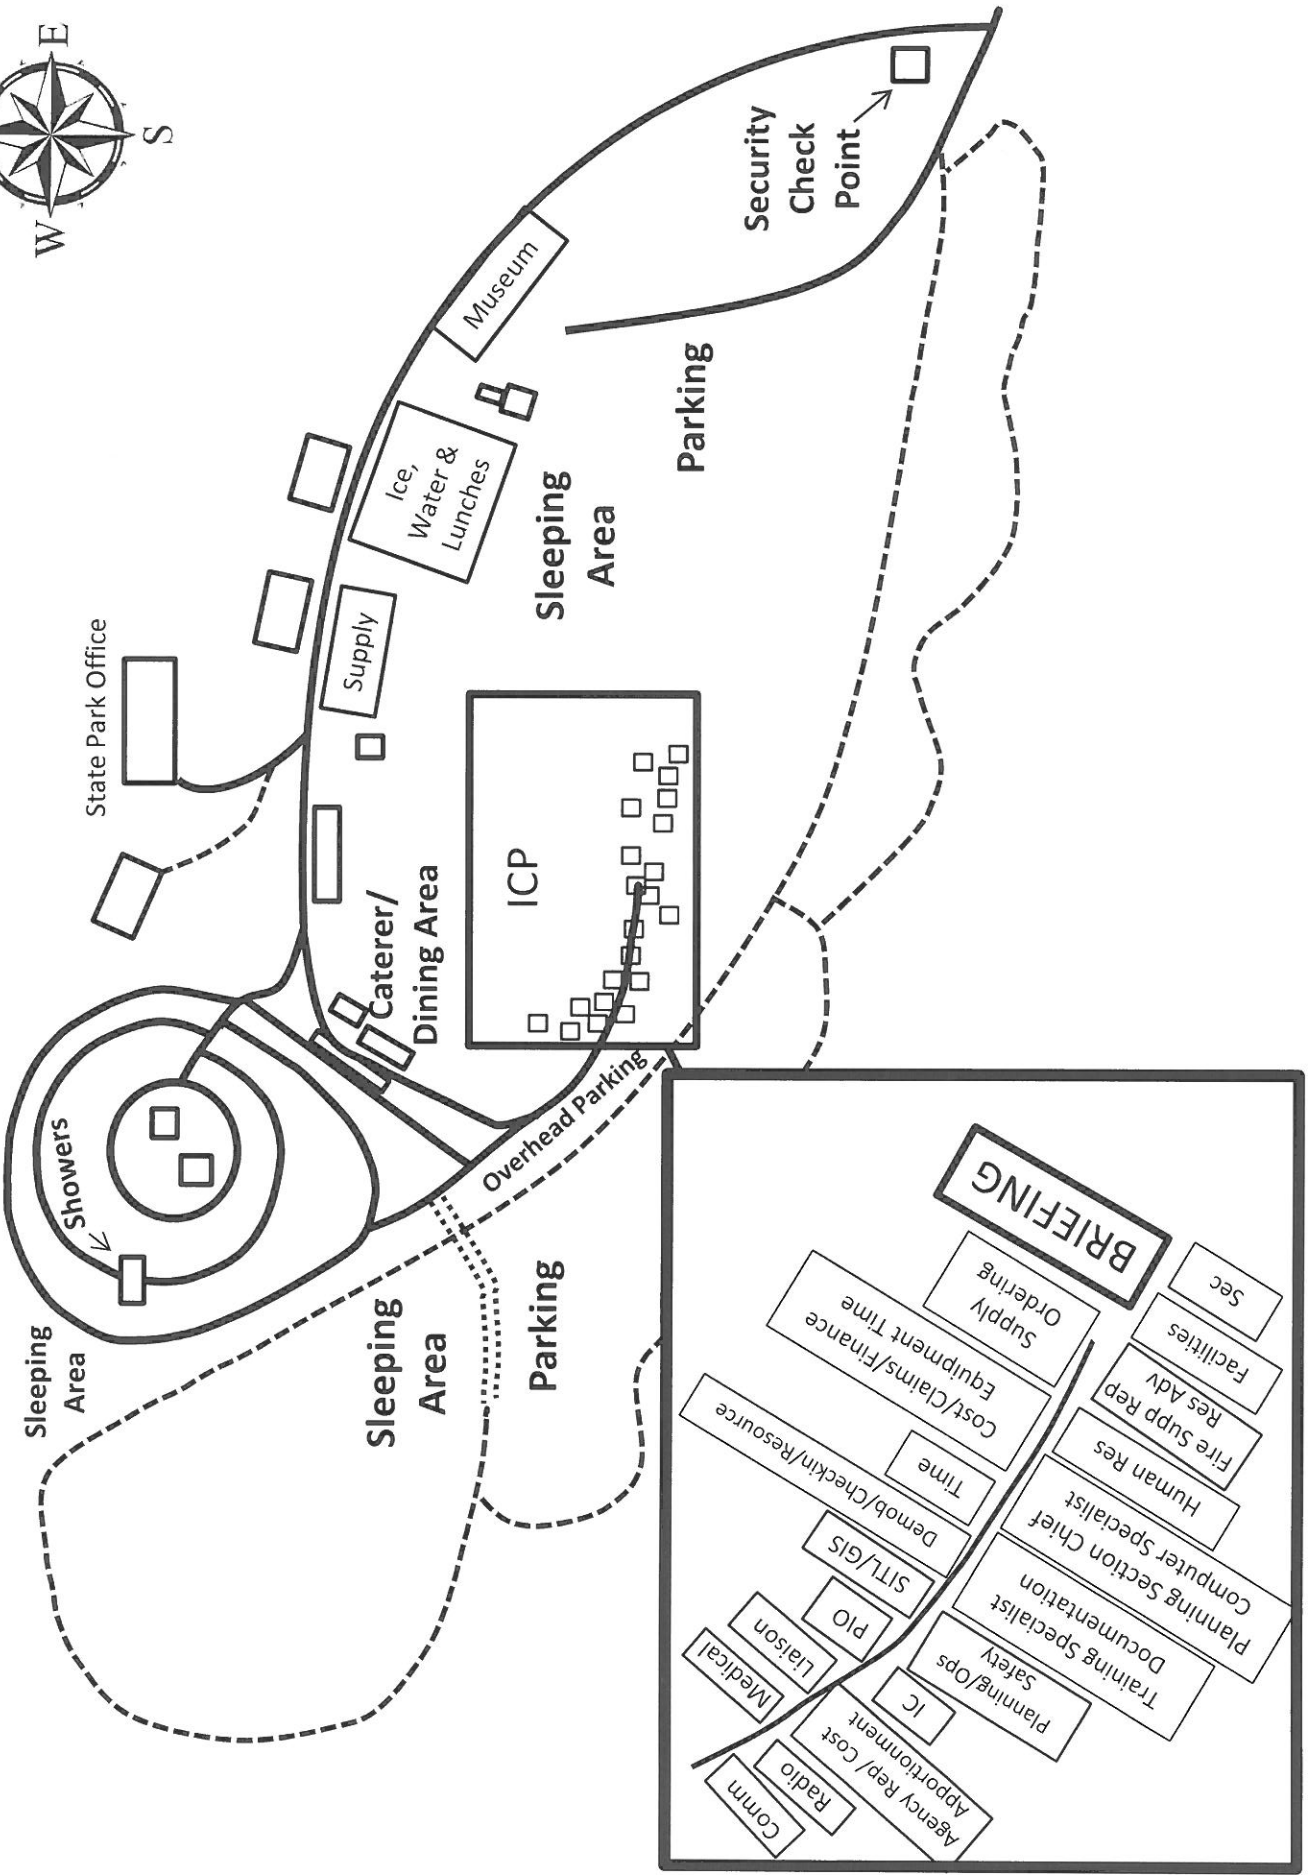 E
S
W
State Park Office
Museum
Ice,
Water &
Lunches
Supply
Security
Check
Point
Sleeping
Area
Parking
ICP
Caterer/
Dining Area
Overhead Parking
Showers
Sleeping
Area
Sleeping
Area
Parking
BRIEFING
Supply
Ordering
Cost/Claims/Finance
Equipment Time
Time
Demob/Checkin/Resource
SITL/GIS
PIO
Liaison
Medical
Sec
Facilities
Fire Supp Rep
Res Adv
Human Res
Planning Section Chief
Computer Specialist
Training Specialist
Documentation
Planning/Ops
Safety
IC
Agency Rep/ Cost
Apportionment
Radio
Comm